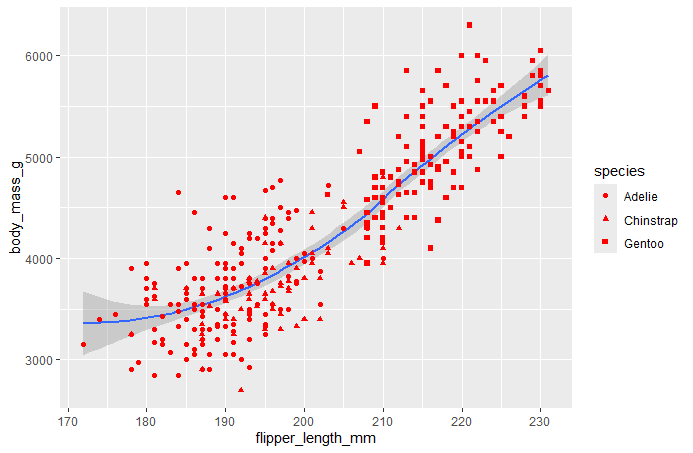 6000
5000
4000
3000
body_mass_g
170
180
190
200
210
220
230
flipper_length_mm
species
Adelie
Chinstrap
Gentoo